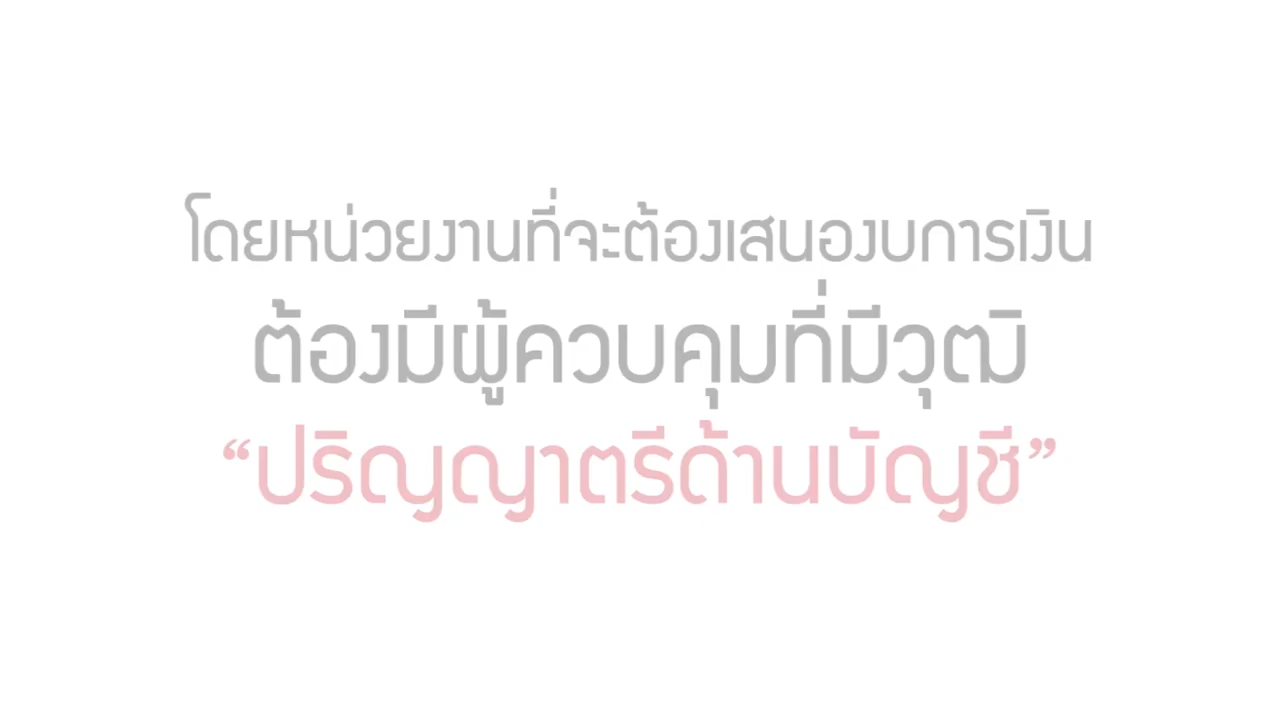 โดยหน่วยงานที่จะต้องเสนองบการเงิน
ต้องมีผู้ควบคุมที่มีวุฒิ
“ปริญญาตรีด้านบัญชี”